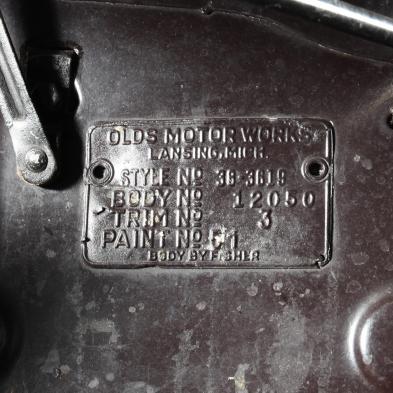 OLDS MOTOR WORKS
LANSING, MICH.
STYLE NO 36-3619
BODY NO 12050
TRIM NO 3
PAINT NO 51
BODY BY FISHER